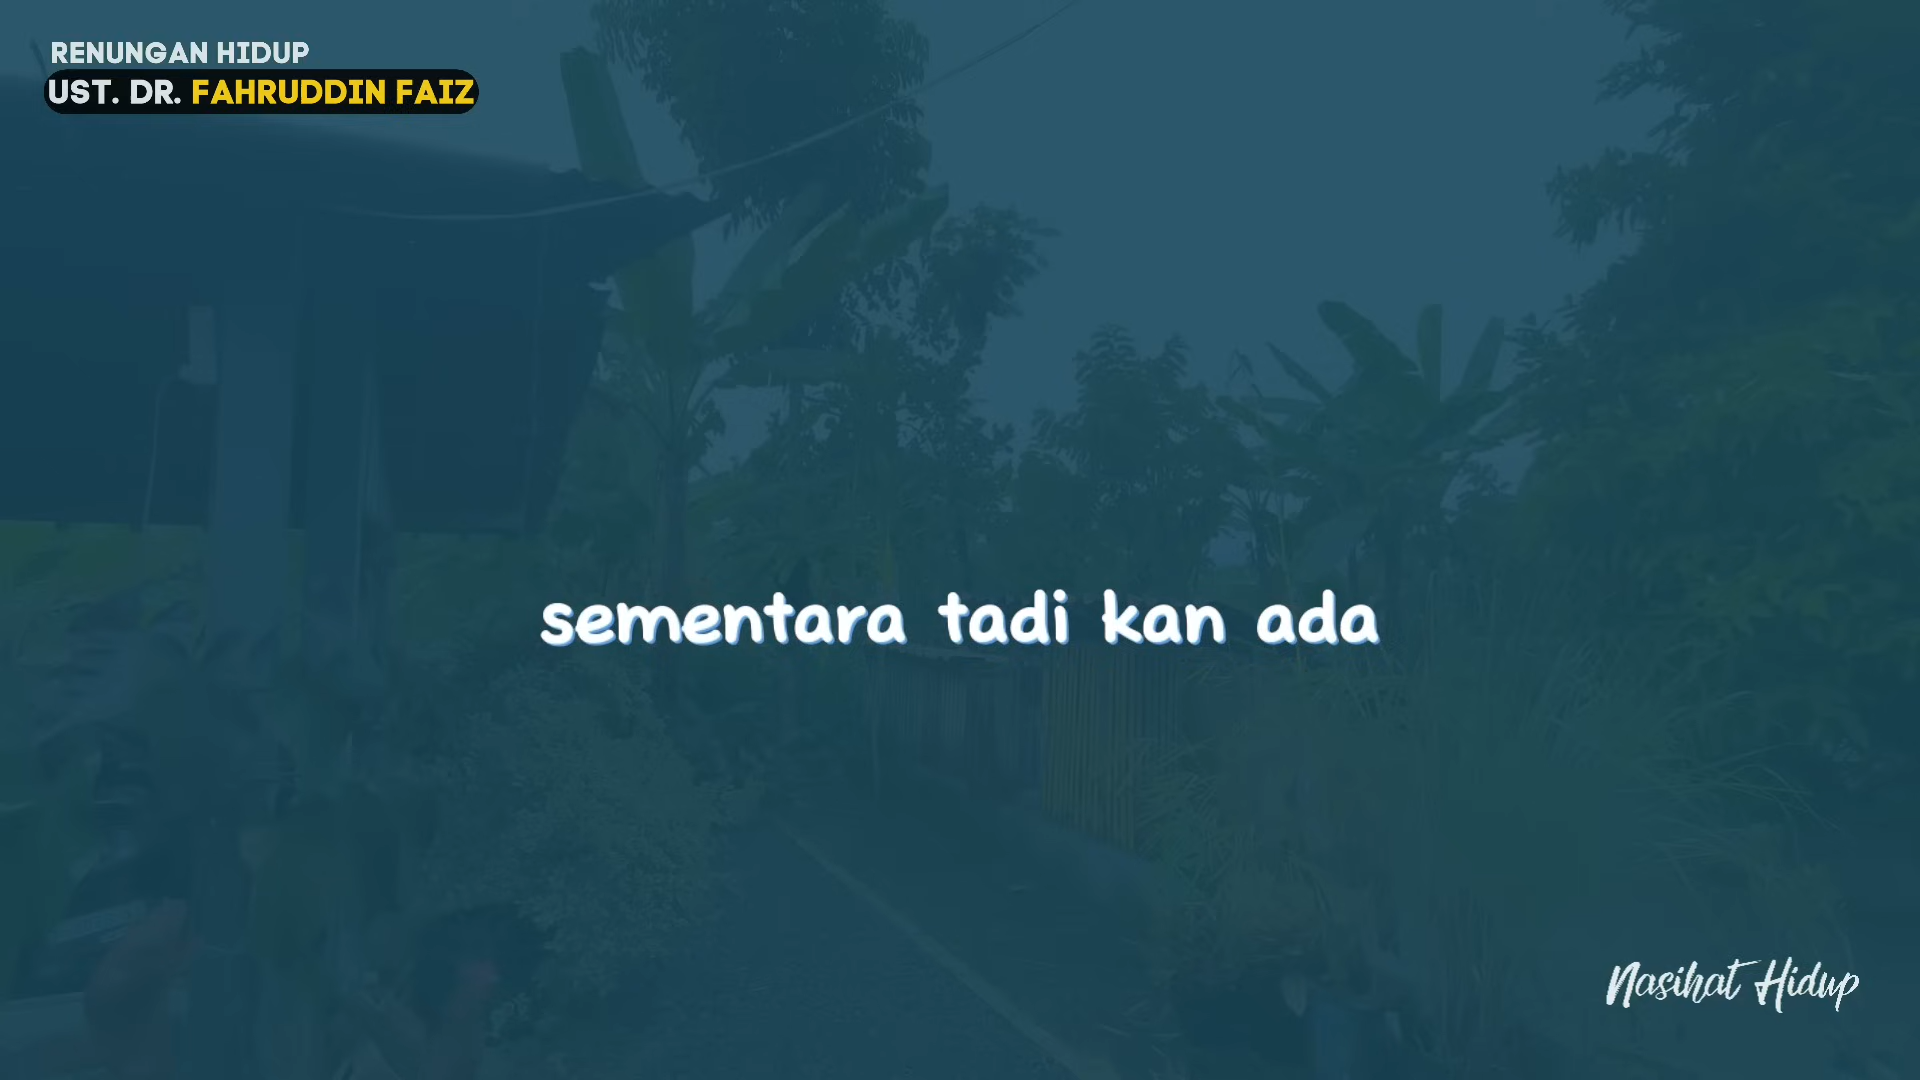 RENUNGAN HIDUP
UST. DR. FAHRUDDIN FAIZ
sementara tadi kan ada
Nasihat Hidup